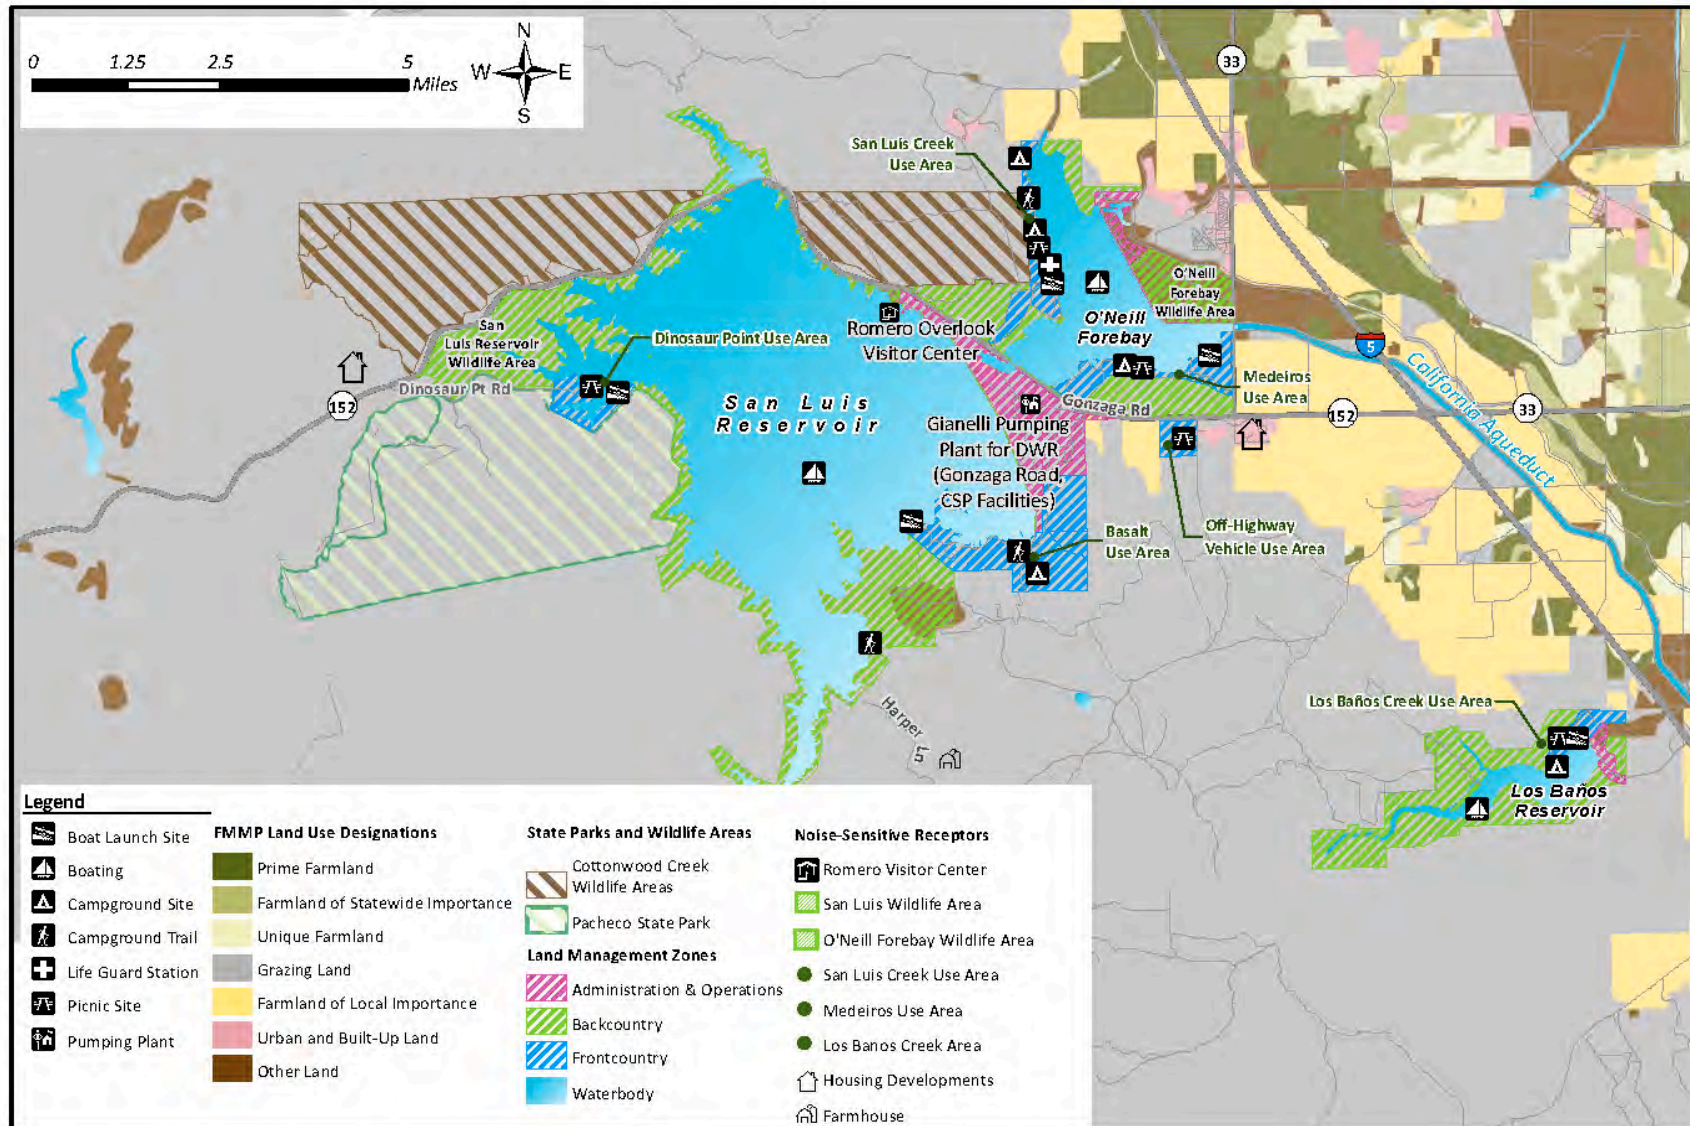 0 1.25 2.5 5
Miles
N
W E
S
33
San Luis Creek
Use Area
O'Neill
Forebay
Wildlife Area
San
Luis Reservoir
Wildlife Area
Dinosaur Point Use Area
Romero Overlook
Visitor Center
O'Neill
Forebay
5
California Aqueduct
Dinosaur Pt Rd
152
San Luis
Reservoir
Gonzaga Rd
Medeiros
Use Area
152
33
Gianelli Pumping
Plant for DWR
(Gonzaga Road,
CSP Facilities)
Basalt
Use Area
Off-Highway
Vehicle Use Area
Harper Ln
Los Baños Creek Use Area
Los Baños
Reservoir
Legend
Boat Launch Site
Boating
Campground Site
Campground Trail
Life Guard Station
Picnic Site
Pumping Plant
FMMP Land Use Designations
Prime Farmland
Farmland of Statewide Importance
Unique Farmland
Grazing Land
Farmland of Local Importance
Urban and Built-Up Land
Other Land
State Parks and Wildlife Areas
Cottonwood Creek
Wildlife Areas
Pacheco State Park
Land Management Zones
Administration & Operations
Backcountry
Frontcountry
Waterbody
Noise-Sensitive Receptors
Romero Visitor Center
San Luis Wildlife Area
O'Neill Forebay Wildlife Area
San Luis Creek Use Area
Medeiros Use Area
Los Banos Creek Area
Housing Developments
Farmhouse